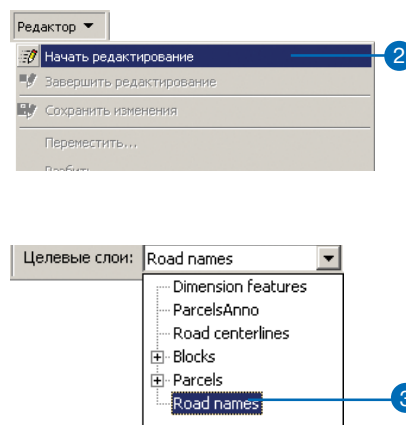 Редактор
Начать редактирование
2
Завершить редактирование
Сохранить изменения
Переместить...
Целевые слои: Road names
Dimension features
ParcelsAnno
Road centerlines
Blocks
Parcels
Road names
3